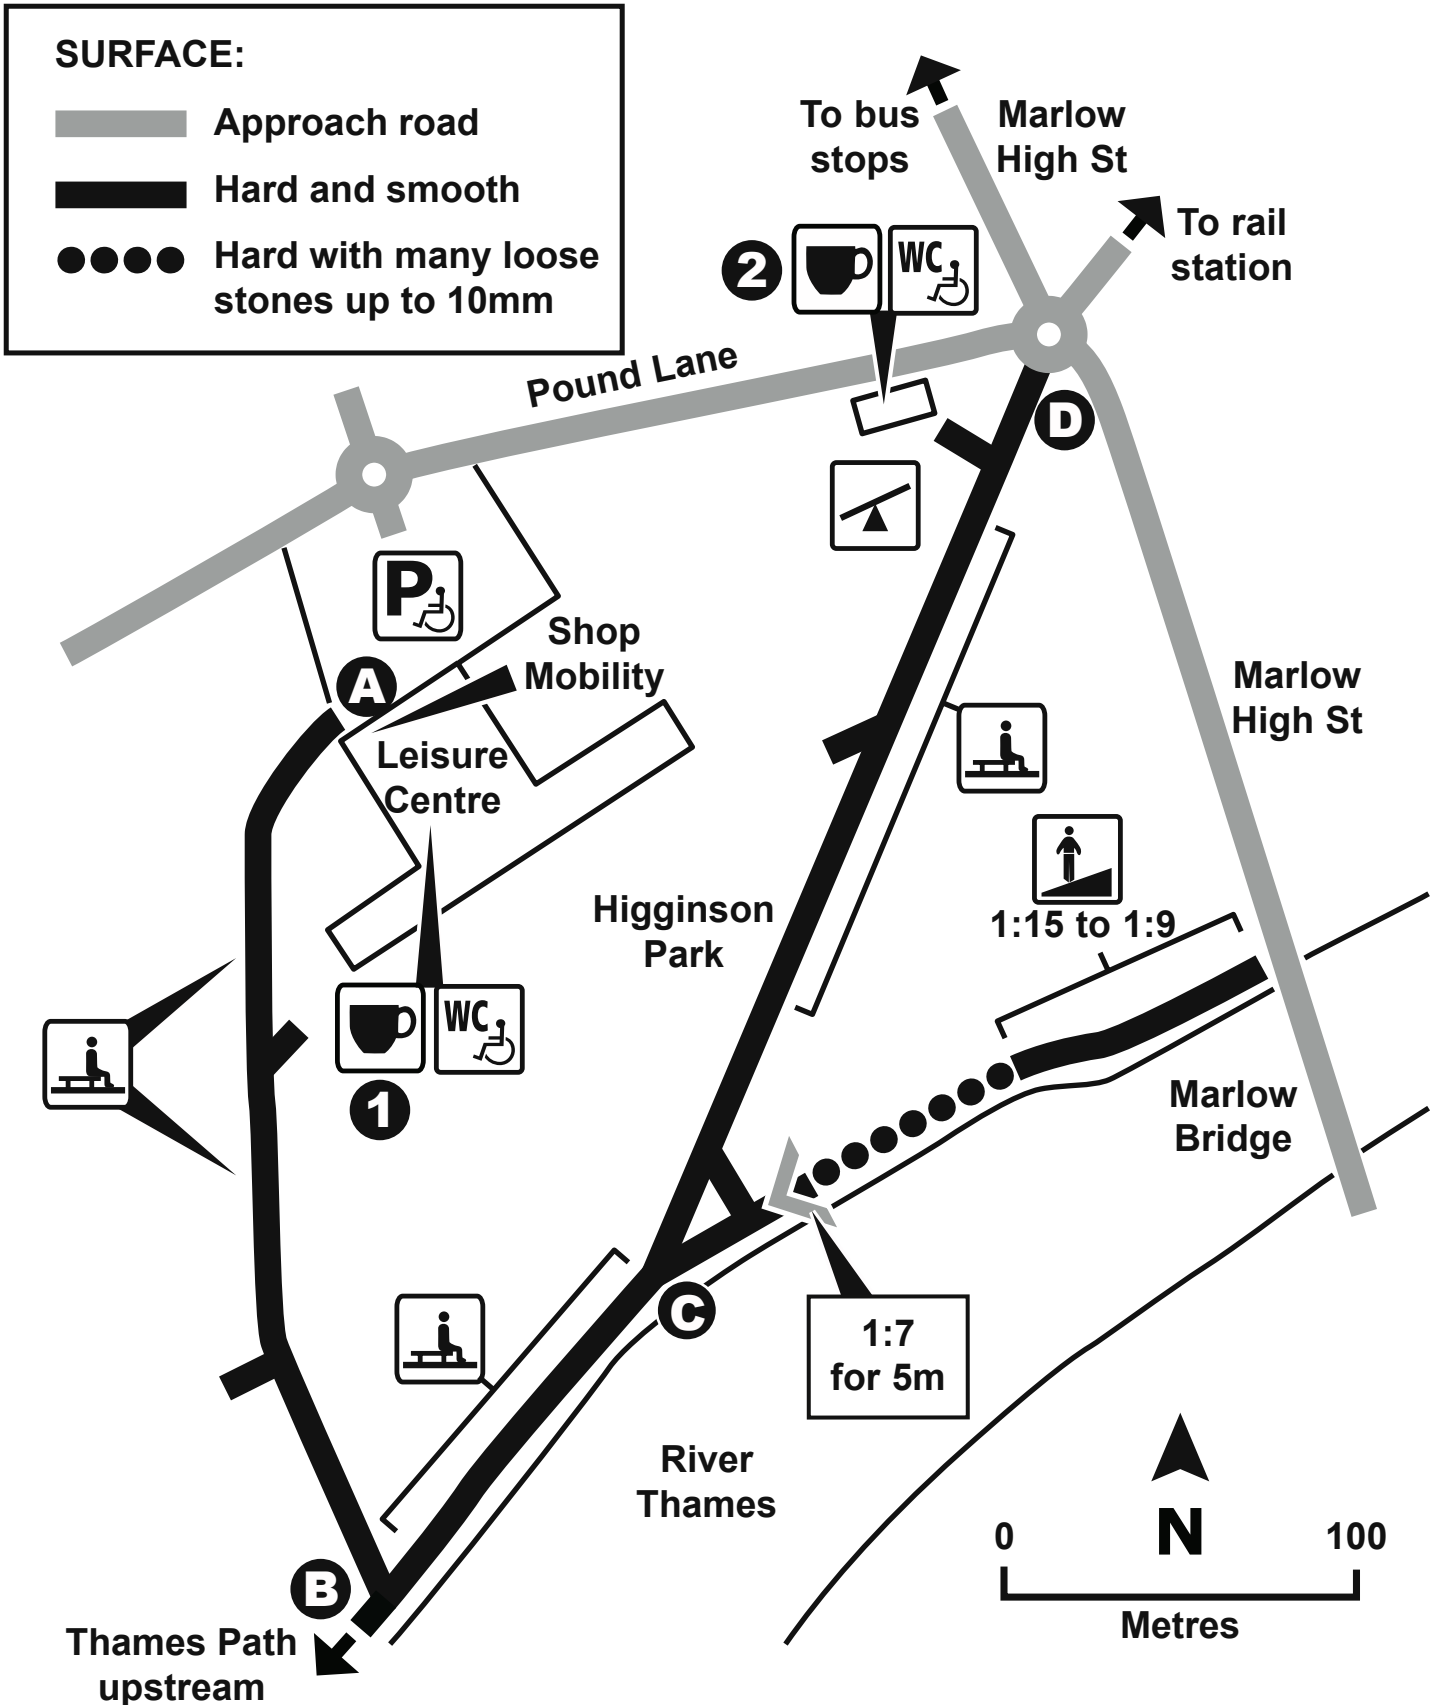 SURFACE:
Approach road
Hard and smooth
Hard with many loose
stones up to 10mm
To bus
stops
Marlow
High St
To rail
station
2
WC
Pound Lane
D
P
A
Shop
Mobility
Leisure
Centre
Marlow
High St
Higginson
Park
1:15 to 1:9
WC
1
Marlow
Bridge
C
1:7
for 5m
River
Thames
B
Thames Path
upstream
N
0
100
Metres